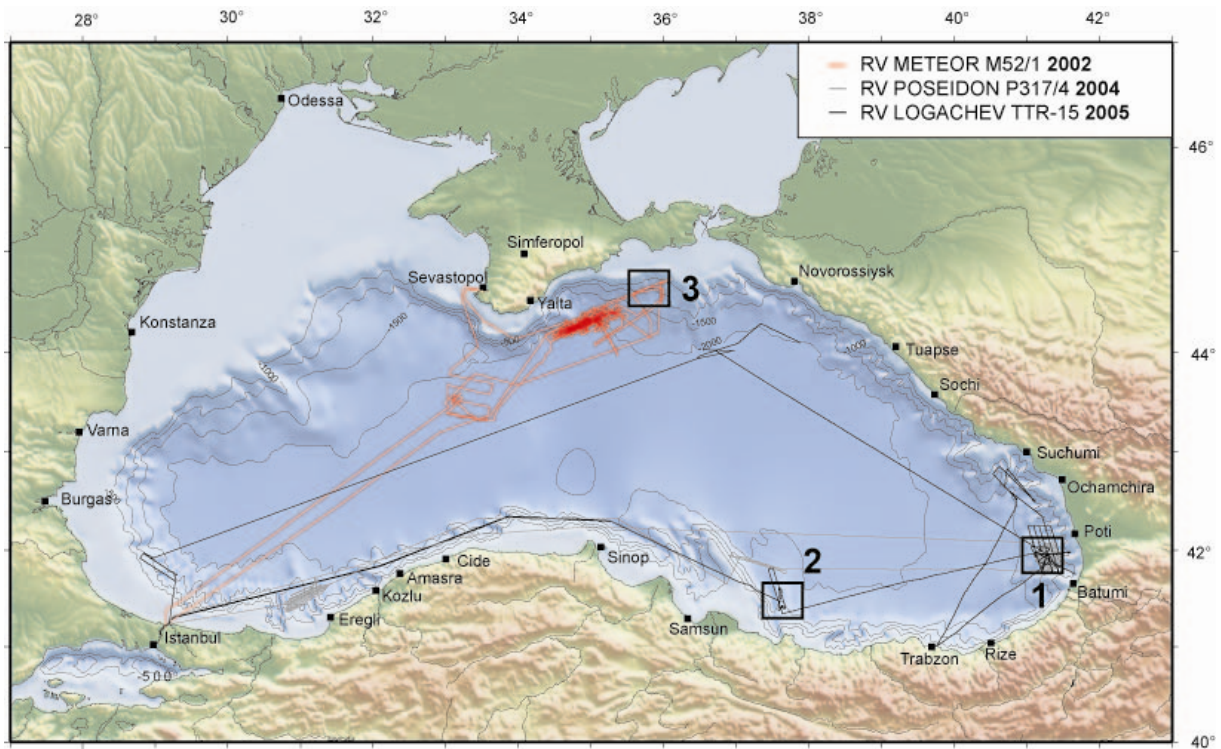 28° 30° 32° 34° 36° 38° 40° 42°
RV METEOR M52/1 2002
RV POSEIDON P317/4 2004
RV LOGACHEV TTR-15 2005
Odessa
46°
Simferopol
Sevastopol
Novorossiysk
3
Yalta
-1500
Konstanza
-500
-1500
-2000
-1000
Tuapse
44°
-1000
Sochi
Varna
Suchumi
Burgas
Ochamchira
Poti
Sinop
2
42°
Cide
Amasra
Kozlu
1
Batumi
Eregli
Samsun
Istanbul
Trabzon
Rize
-500
40°